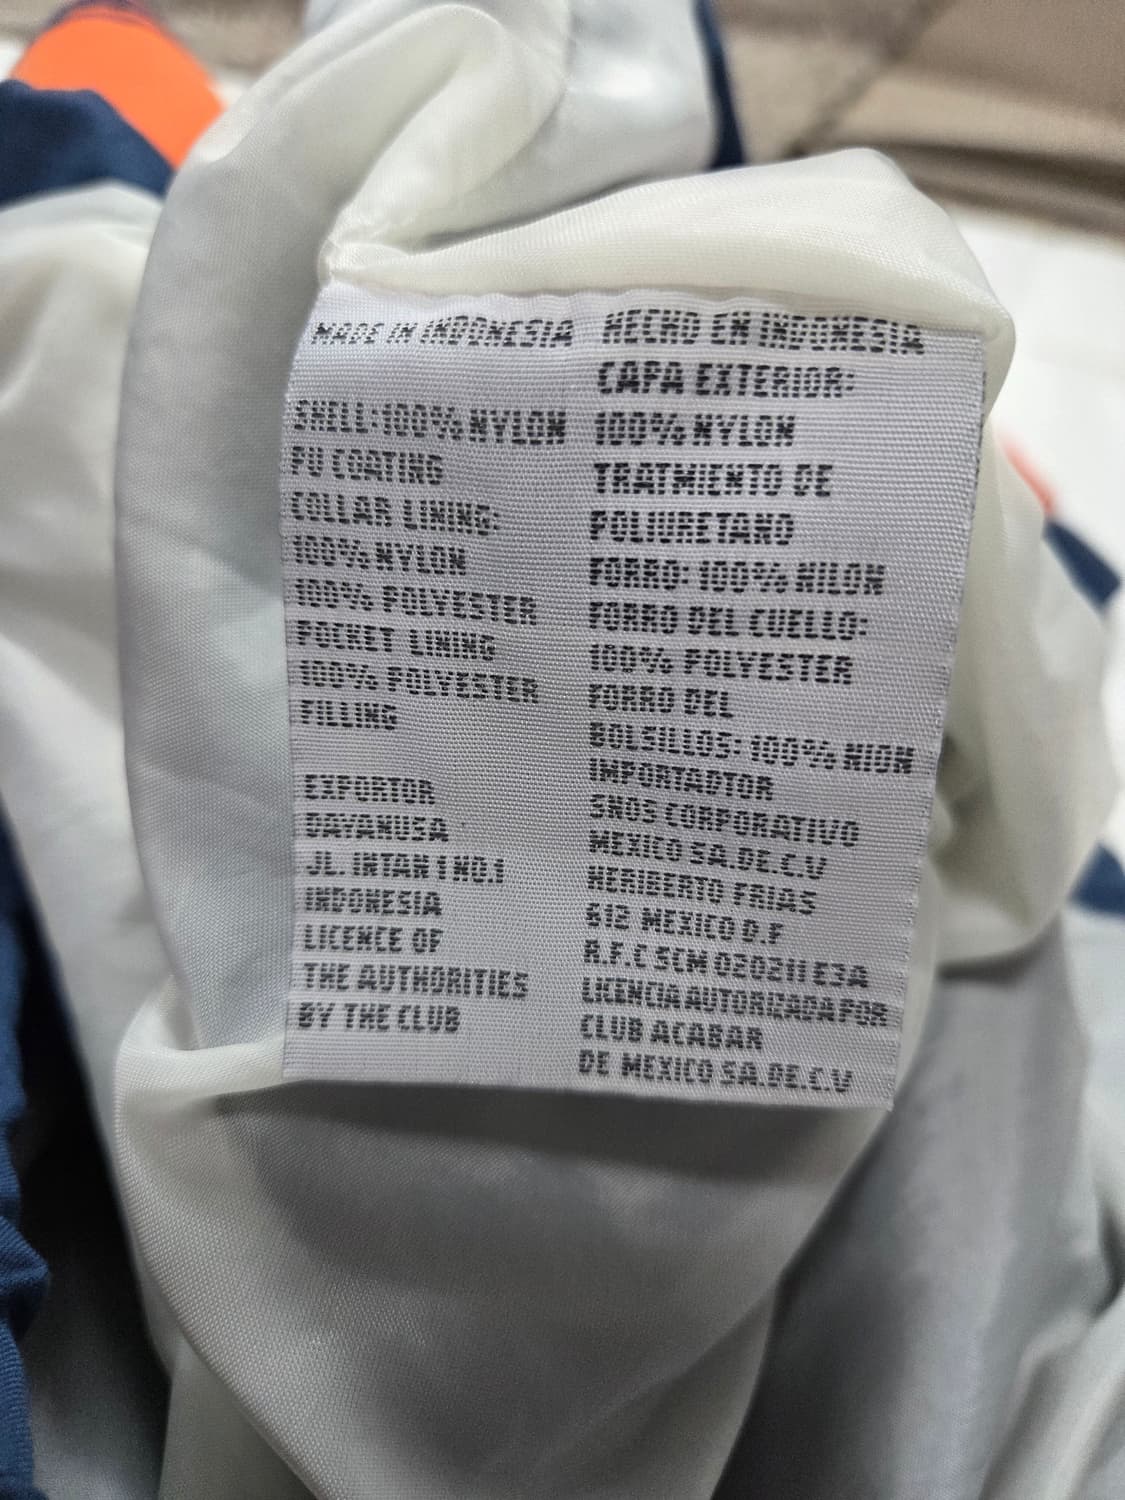 MADE IN INDONESIA
SHELL:100% NYLON
PU COATING
COLLAR LINING:
100% NYLON
100% POLYESTER
POCKET LINING
100% POLYESTER
FILLING
EXPORTOR
DAYANUSA
JL. INTAN 1 NO.1
INDONESIA
LICENCE OF
THE AUTHORITIES
BY THE CLUB
HECHO EN INDONESIA
CAPA EXTERIOR:
100% NYLON
TRATMIENTO DE
POLIURETANO
FORRO: 100% NILON
FORRO DEL CUELLO:
100% POLYESTER
FORRO DEL
BOLSILLOS: 100% NION
IMPORTADTOR
SNOS CORPORATIVO
MEXICO SA.DE.C.V
HERIBERTO FRIAS
612 MEXICO D.F
R.F.C SCM 020211 E3A
LICENCIA AUTORIZADA POR
CLUB ACABAR
DE MEXICO SA.DE.C.V